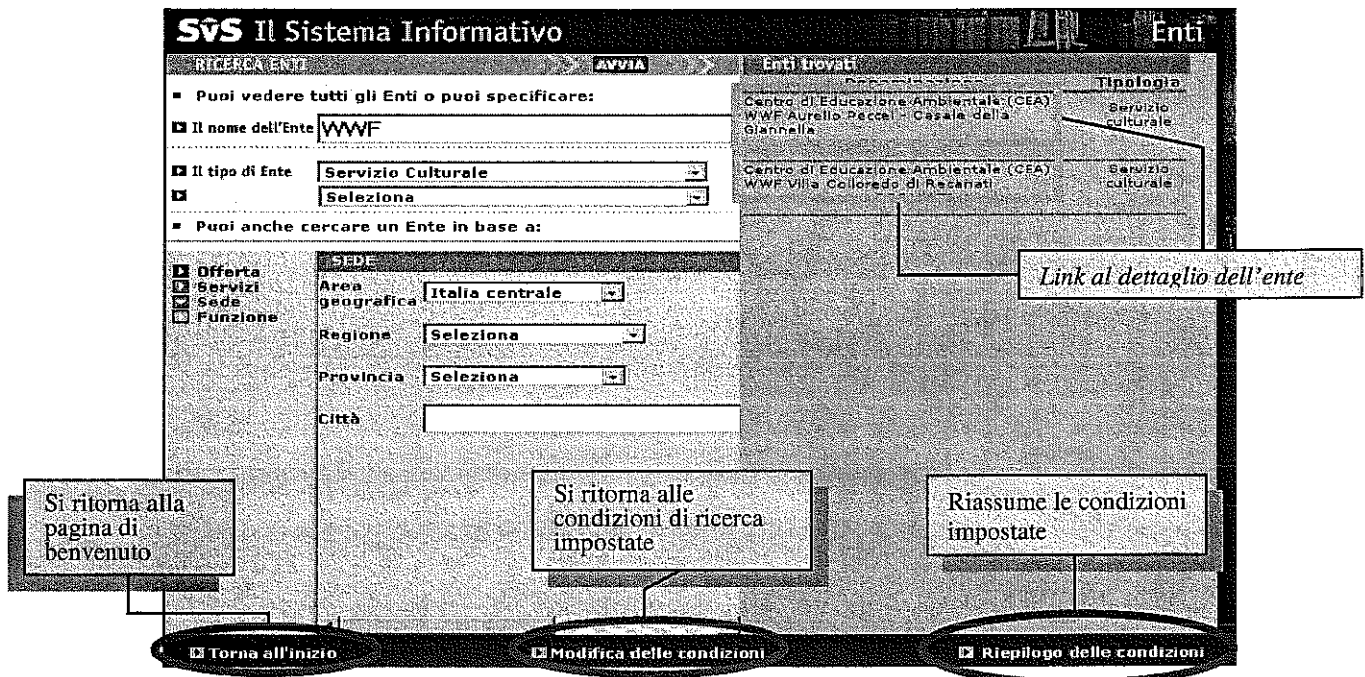 SVS Il Sistema Informativo
Enti
RICERCA ENTI
AVVIA
Enti trovati
Puoi vedere tutti gli Enti o puoi specificare:
Il nome dell'Ente WWF
Il tipo di Ente Servizio Culturale
Seleziona
Puoi anche cercare un Ente in base a:
Offerta
Servizi
Sede
Funzione
SEDE
Area geografica Italia centrale
Regione Seleziona
Provincia Seleziona
Città
Denominazione Tipologia
Centro di Educazione Ambientale (CEA)
WWF Aurelio Peccei - Casale della
Giannella
Servizio
culturale
Centro di Educazione Ambientale (CEA)
WWF Villa Colloredo di Recanati
Servizio
culturale
Link al dettaglio dell'ente
Si ritorna alla
pagina di
benvenuto
Si ritorna alle
condizioni di ricerca
impostate
Riassume le condizioni
impostate
Torna all'inizio
Modifica delle condizioni
Riepilogo delle condizioni